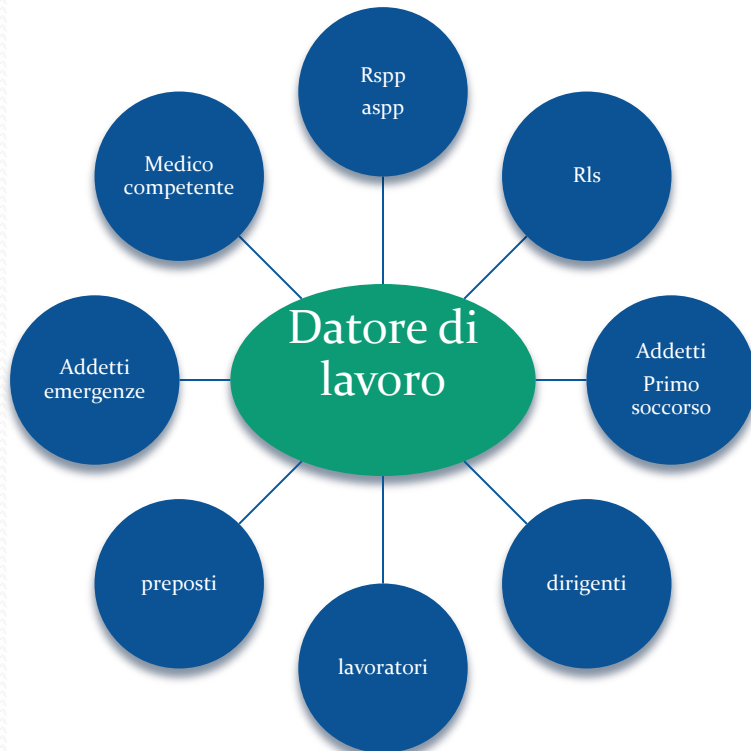 Rspp
aspp
Medico
competente
Rls
Datore di
lavoro
Addetti
emergenze
Addetti
Primo
soccorso
preposti
dirigenti
lavoratori